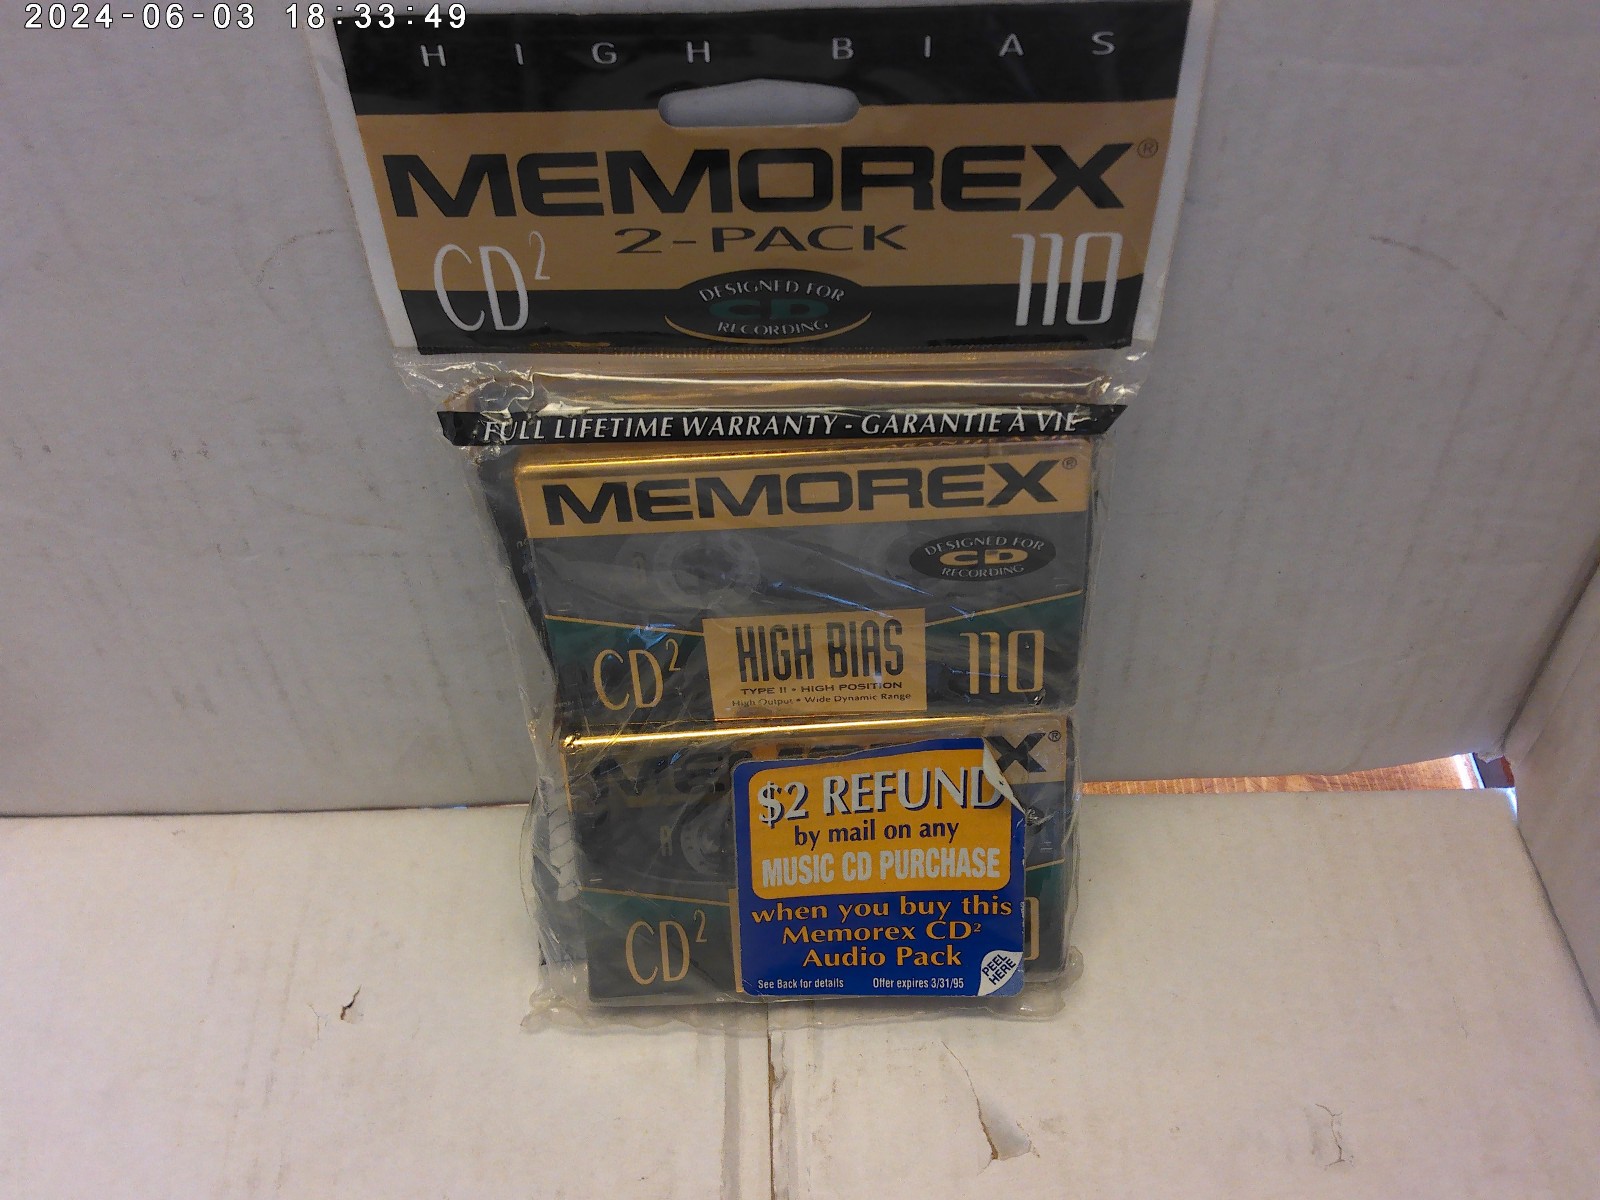 2024-06-03 18:33:49
HIGH BIAS
MEMOREX®
2-PACK
CD²
110
DESIGNED FOR
CD
RECORDING
FULL LIFETIME WARRANTY - GARANTIE À VIE
MEMOREX®
DESIGNED FOR
CD
RECORDING
CD²
HIGH BIAS
110
TYPE II • HIGH POSITION
High Output • Wide Dynamic Range
X®
$2 REFUND
by mail on any
MUSIC CD PURCHASE
when you buy this
Memorex CD²
Audio Pack
CD²
See Back for details
Offer expires 3/31/95
PEEL
HERE